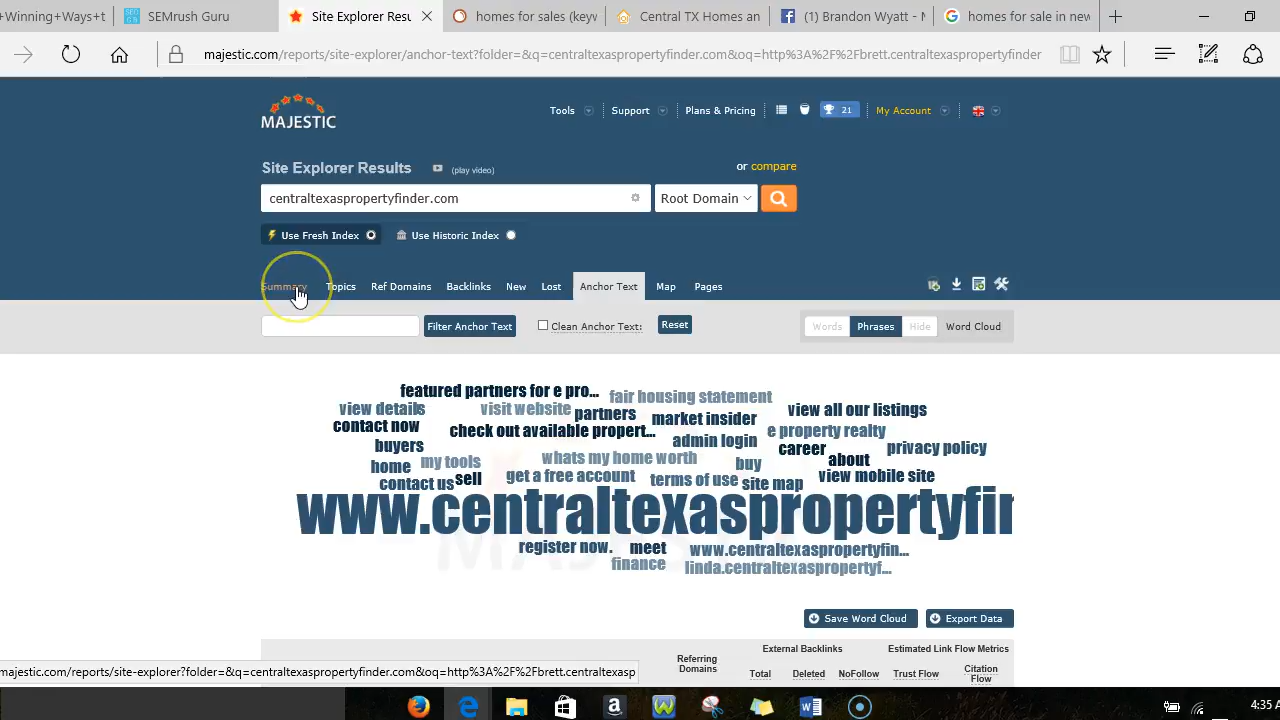 +Winning+Ways+t
SEMrush Guru
Site Explorer Resu
homes for sales (key
Central TX Homes an
(1) Brandon Wyatt -
homes for sale in new
majestic.com/reports/site-explorer/anchor-text?folder=&q=centraltexaspropertyfinder.com&oq=http%3A%2F%2Fbrett.centraltexaspropertyfinder
MAJESTIC
Tools
Support
Plans & Pricing
21
My Account
Site Explorer Results
(play video)
or compare
centraltexaspropertyfinder.com
Root Domain
Use Fresh Index
Use Historic Index
Summary
Topics
Ref Domains
Backlinks
New
Lost
Anchor Text
Map
Pages
Filter Anchor Text
Clean Anchor Text:
Reset
Words
Phrases
Hide
Word Cloud
featured partners for e pro...
fair housing statement
view details
visit website
partners
market insider
view all our listings
contact now
check out available propert...
admin login
e property realty
buyers
career
privacy policy
home
my tools
whats my home worth
buy
about
contact us
sell
get a free account
terms of use
site map
view mobile site
www.centraltexaspropertyfin
register now.
meet
www.centraltexaspropertyfin...
finance
linda.centraltexaspropertyf...
Save Word Cloud
Export Data
Referring Domains
External Backlinks
Estimated Link Flow Metrics
Total
Deleted
NoFollow
Trust Flow
Citation Flow
majestic.com/reports/site-explorer?folder=&q=centraltexaspropertyfinder.com&oq=http%3A%2F%2Fbrett.centraltexasp
4:35